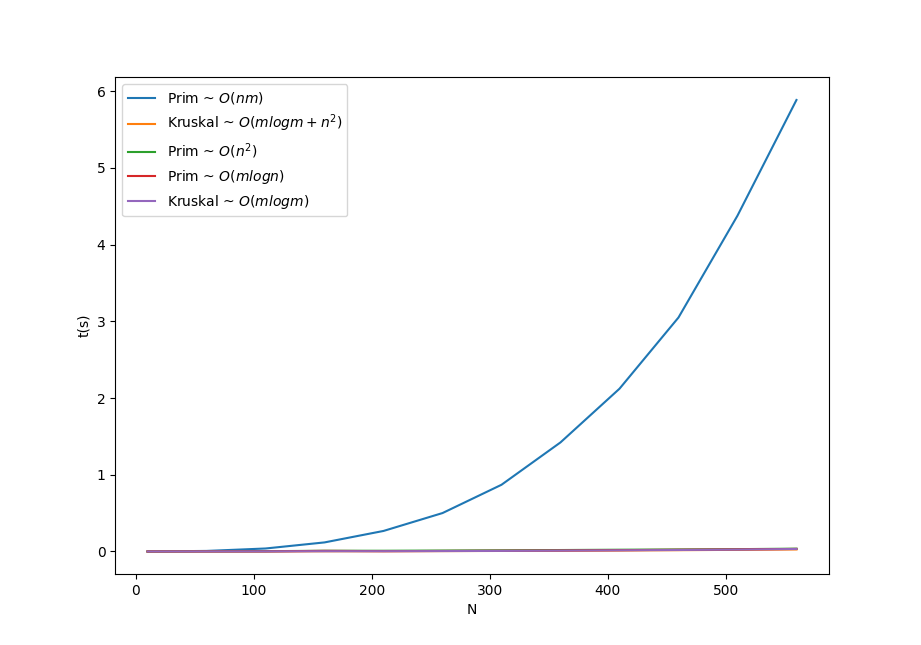 Prim ~ O(nm)
Kruskal ~ O(mlogm + n²)
Prim ~ O(n²)
Prim ~ O(mlogn)
Kruskal ~ O(mlogm)
6
5
4
3
2
1
0
t(s)
0 100 200 300 400 500
N